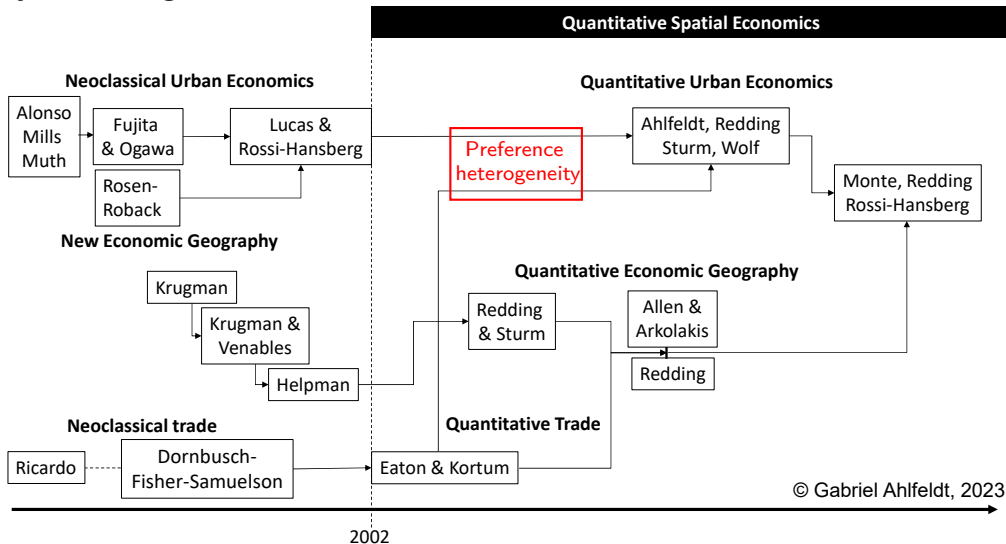 Quantitative Spatial Economics
Neoclassical Urban Economics
Quantitative Urban Economics
Alonso
Mills
Muth
Fujita
& Ogawa
Lucas &
Rossi-Hansberg
Rosen-
Roback
Preference
heterogeneity
Ahlfeldt, Redding
Sturm, Wolf
Monte, Redding
Rossi-Hansberg
New Economic Geography
Quantitative Economic Geography
Krugman
Krugman &
Venables
Helpman
Redding
& Sturm
Allen &
Arkolakis
Redding
Neoclassical trade
Quantitative Trade
Ricardo
Dornbusch-
Fisher-Samuelson
Eaton & Kortum
© Gabriel Ahlfeldt, 2023
2002